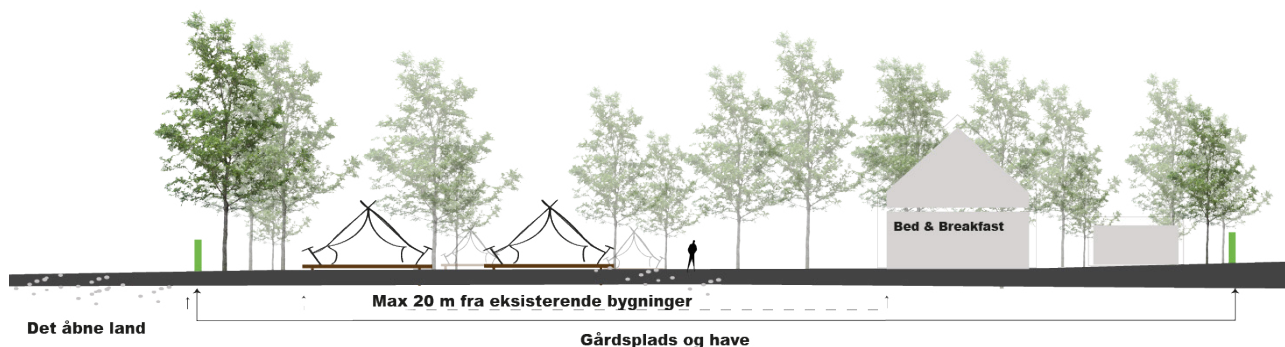 Bed & Breakfast
Max 20 m fra eksisterende bygninger
Det åbne land
Gårdsplads og have